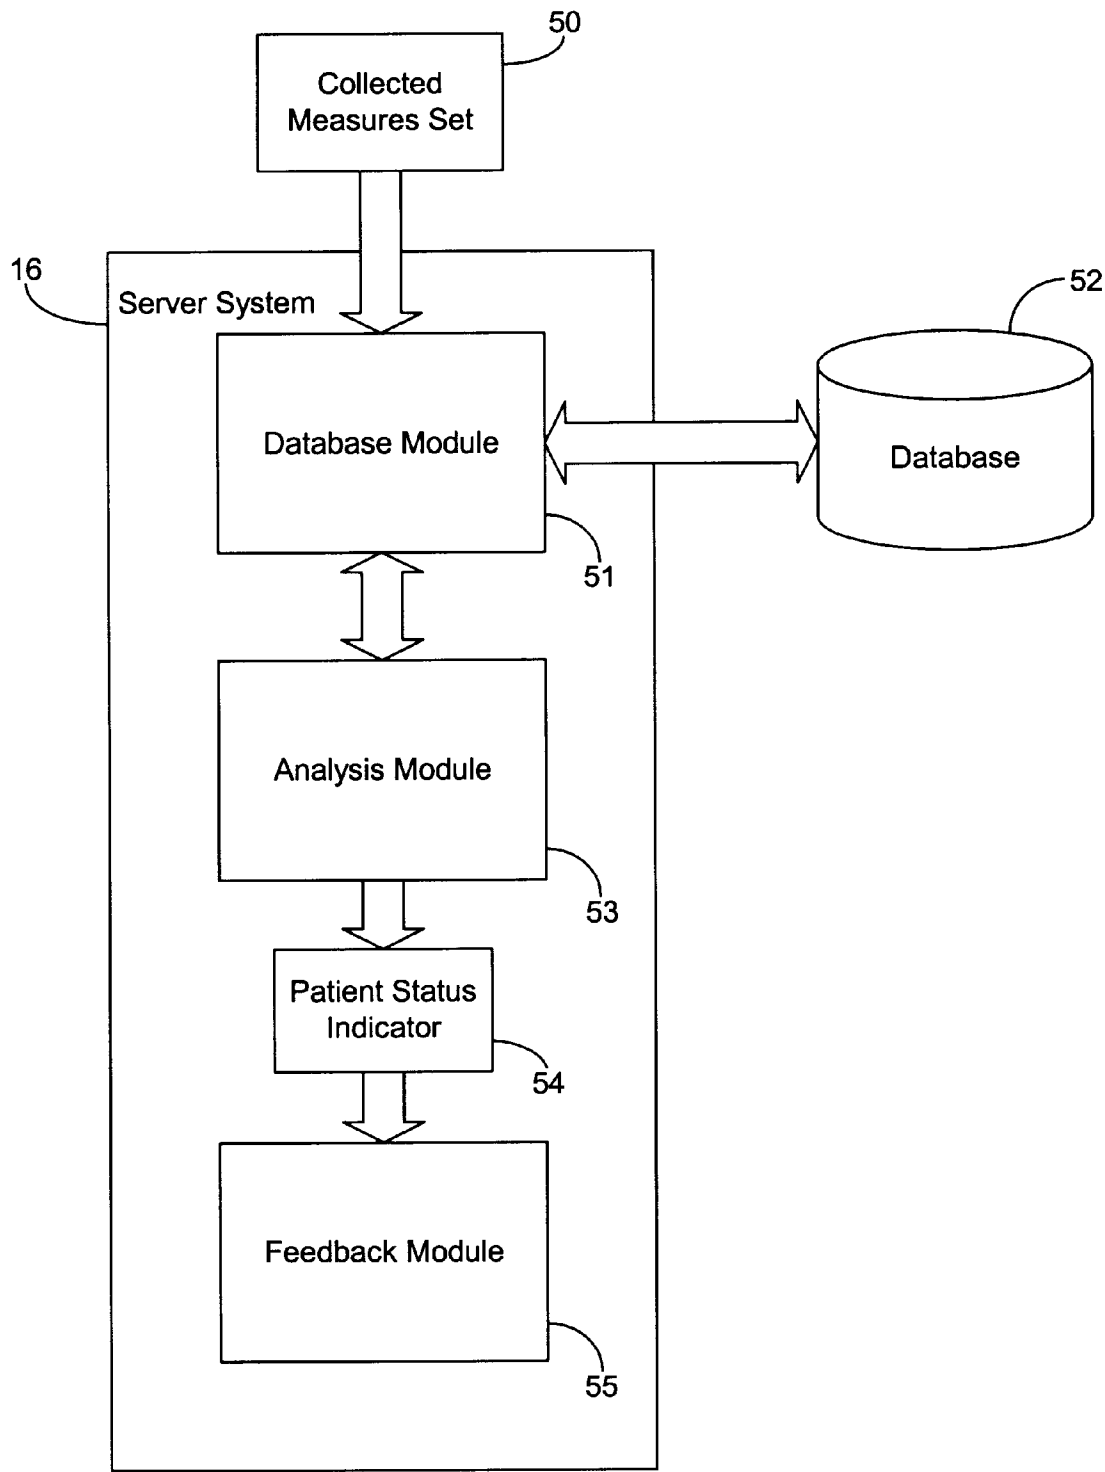 50
Collected
Measures Set
16
Server System
52
Database Module
Database
51
Analysis Module
53
Patient Status
Indicator
54
Feedback Module
55